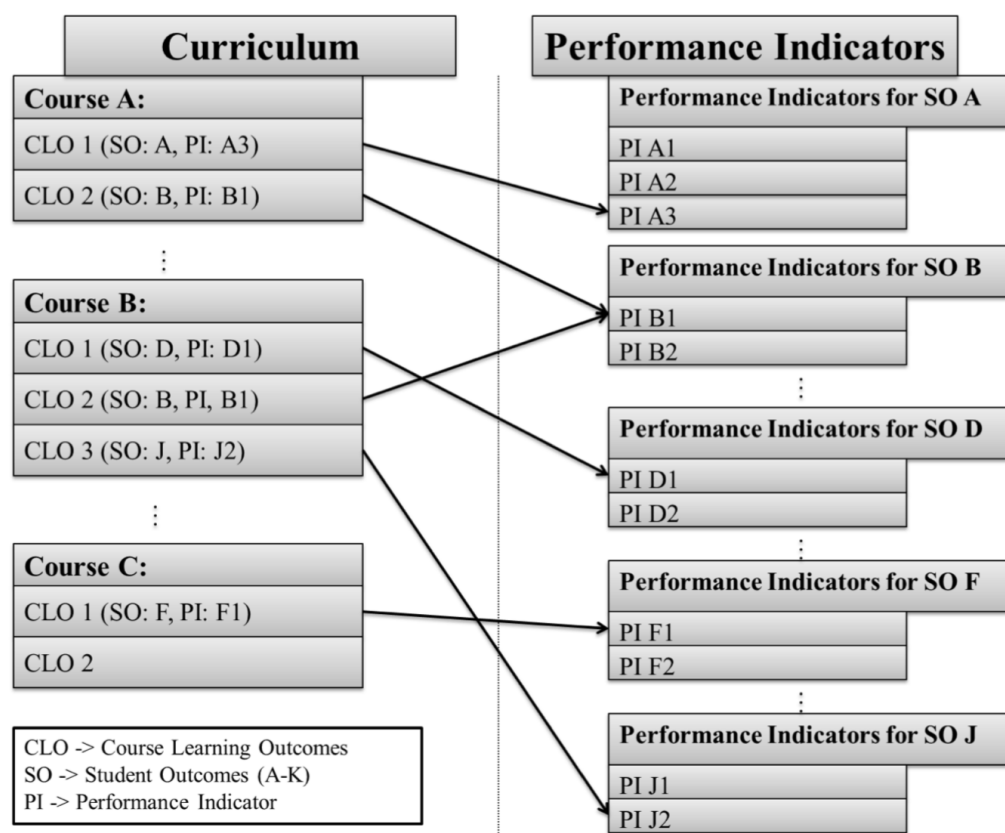 Curriculum
Course A:
CLO 1 (SO: A, PI: A3)
CLO 2 (SO: B, PI: B1)
Course B:
CLO 1 (SO: D, PI: D1)
CLO 2 (SO: B, PI, B1)
CLO 3 (SO: J, PI: J2)
Course C:
CLO 1 (SO: F, PI: F1)
CLO 2
CLO -> Course Learning Outcomes
SO -> Student Outcomes (A-K)
PI -> Performance Indicator
Performance Indicators
Performance Indicators for SO A
PI A1
PI A2
PI A3
Performance Indicators for SO B
PI B1
PI B2
Performance Indicators for SO D
PI D1
PI D2
Performance Indicators for SO F
PI F1
PI F2
Performance Indicators for SO J
PI J1
PI J2